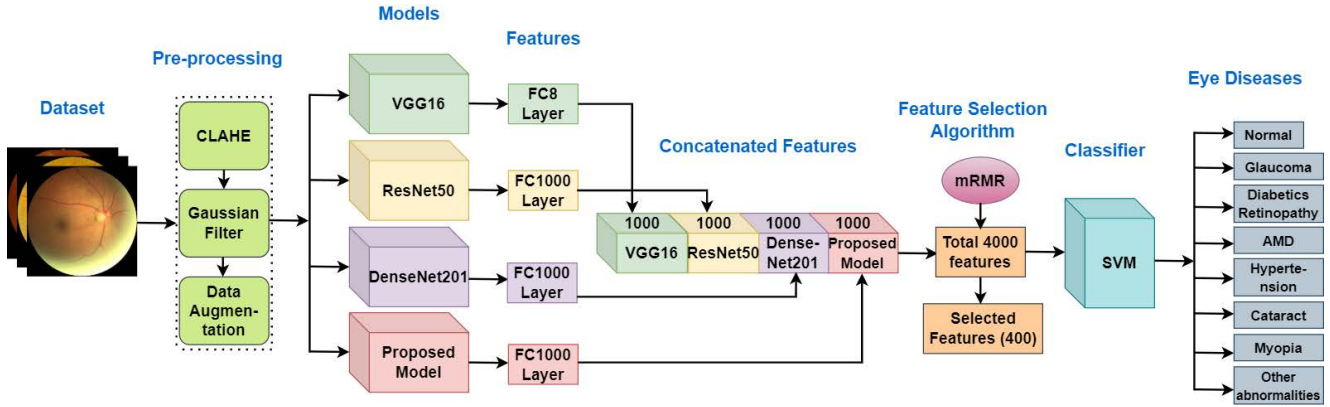 Dataset
Pre-processing
CLAHE
Gaussian
Filter
Data
Augmen-
tation
Models
VGG16
ResNet50
DenseNet201
Proposed
Model
Features
FC8
Layer
FC1000
Layer
FC1000
Layer
FC1000
Layer
Concatenated Features
1000 1000 1000 1000
VGG16
ResNet50
Dense-
Net201
Proposed
Model
Feature Selection
Algorithm
mRMR
Total 4000
features
Selected
Features (400)
Classifier
SVM
Eye Diseases
Normal
Glaucoma
Diabetics
Retinopathy
AMD
Hyperte-
nsion
Cataract
Myopia
Other
abnormalities